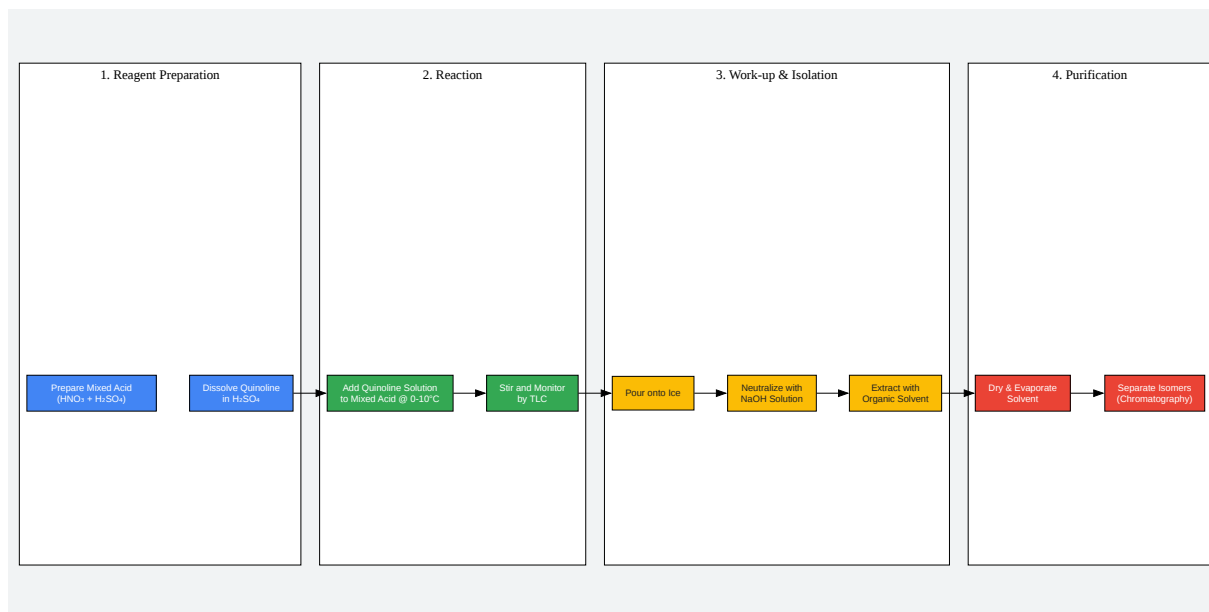 1. Reagent Preparation
Prepare Mixed Acid
(HNO₃ + H₂SO₄)
Dissolve Quinoline
in H₂SO₄
2. Reaction
Add Quinoline Solution
to Mixed Acid @ 0-10°C
Stir and Monitor
by TLC
3. Work-up & Isolation
Pour onto Ice
Neutralize with
NaOH Solution
Extract with
Organic Solvent
4. Purification
Dry & Evaporate
Solvent
Separate Isomers
(Chromatography)